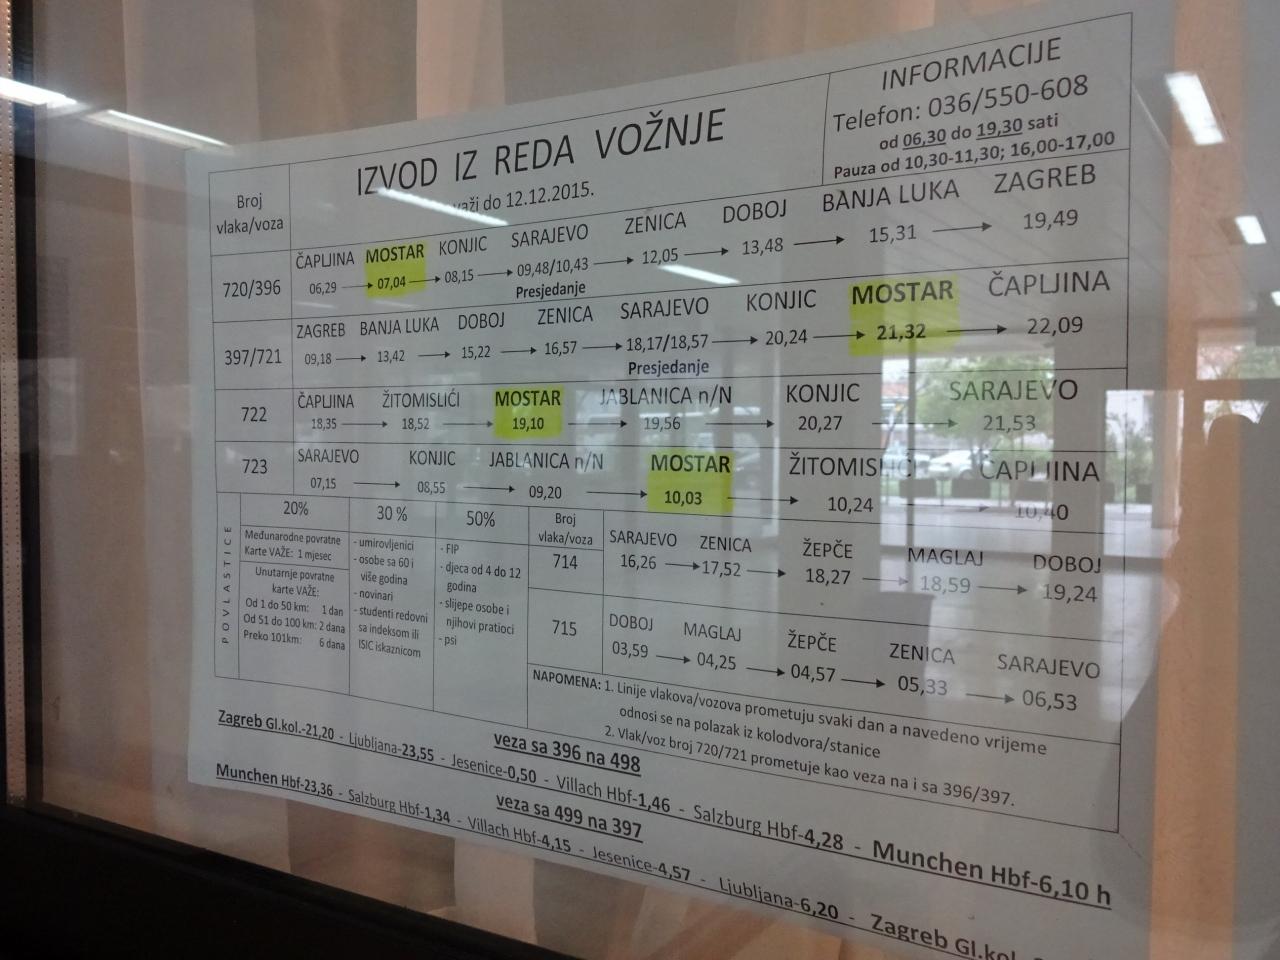 INFORMACIJE
Telefon: 036/550-608
od 06,30 do 19,30 sati
Pauza od 10,30-11,30; 16,00-17,00
IZVOD IZ REDA VOŽNJE
važi do 12.12.2015.
Broj
vlaka/voza
720/396
ČAPLJINA MOSTAR KONJIC SARAJEVO ZENICA DOBOJ BANJA LUKA ZAGREB
06,29 → 07,04 → 08,15 → 09,48/10,43 → 12,05 → 13,48 → 15,31 → 19,49
Presjedanje
397/721
ZAGREB BANJA LUKA DOBOJ ZENICA SARAJEVO KONJIC MOSTAR ČAPLJINA
09,18 → 13,42 → 15,22 → 16,57 → 18,17/18,57 → 20,24 → 21,32 → 22,09
Presjedanje
722
ČAPLJINA ŽITOMISLIĆI MOSTAR JABLANICA n/N KONJIC SARAJEVO
18,35 → 18,52 → 19,10 → 19,56 → 20,27 → 21,53
723
SARAJEVO KONJIC JABLANICA n/N MOSTAR ŽITOMISLIĆI ČAPLJINA
07,15 → 08,55 → 09,20 → 10,03 → 10,24 10,40
POVLASTICE
20%
Međunarodne povratne
Karte VAŽE: 1 mjesec
Unutarnje povratne
karte VAŽE:
Od 1 do 50 km: 1 dan
Od 51 do 100 km: 2 dana
Preko 101km: 6 dana
30 %
- umirovljenici
- osobe sa 60 i
više godina
- novinari
- studenti redovni
sa indeksom ili
ISIC iskaznicom
50%
- FIP
- djeca od 4 do 12
godina
- slijepe osobe i
njihovi pratioci
- psi
Broj
vlaka/voza
714
SARAJEVO ZENICA ŽEPČE MAGLAJ DOBOJ
16,26 → 17,52 → 18,27 → 18,59 → 19,24
715
DOBOJ MAGLAJ ŽEPČE ZENICA SARAJEVO
03,59 → 04,25 → 04,57 → 05,33 → 06,53
NAPOMENA: 1. Linije vlakova/vozova prometuju svaki dan a navedeno vrijeme
odnosi se na polazak iz kolodvora/stanice
2. Vlak/voz broj 720/721 prometuje kao veza na i sa 396/397.
veza sa 396 na 498
Zagreb Gl.kol.-21,20 - Ljubljana-23,55 - Jesenice-0,50 - Villach Hbf-1,46 - Salzburg Hbf-4,28 - Munchen Hbf-6,10 h
veza sa 499 na 397
Munchen Hbf-23,36 - Salzburg Hbf-1,34 - Villach Hbf-4,15 - Jesenice-4,57 - Ljubljana-6,20 - Zagreb Gl.kol.